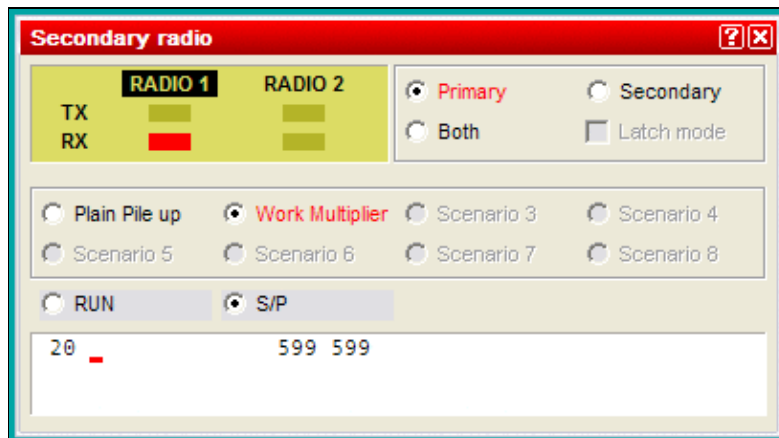 Secondary radio
RADIO 1 RADIO 2
TX
RX
Primary Secondary
Both Latch mode
Plain Pile up Work Multiplier Scenario 3 Scenario 4
Scenario 5 Scenario 6 Scenario 7 Scenario 8
RUN S/P
20 599 599